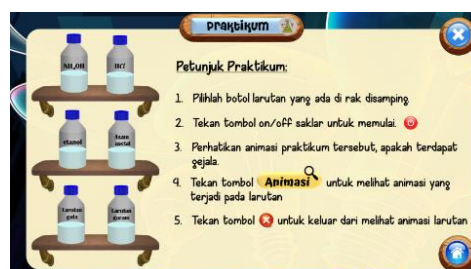 Praktikum
NH4OH
HCl
etanol
Asam
asetat
Larutan
gula
Larutan
garam
Petunjuk Praktikum:
1. Pilihlah botol larutan yang ada di rak disamping
2. Tekan tombol on/off saklar untuk memulai.
3. Perhatikan animasi praktikum tersebut, apakah terdapat
gejala.
4. Tekan tombol Animasi untuk melihat animasi yang
terjadi pada larutan
5. Tekan tombol untuk keluar dari melihat animasi larutan